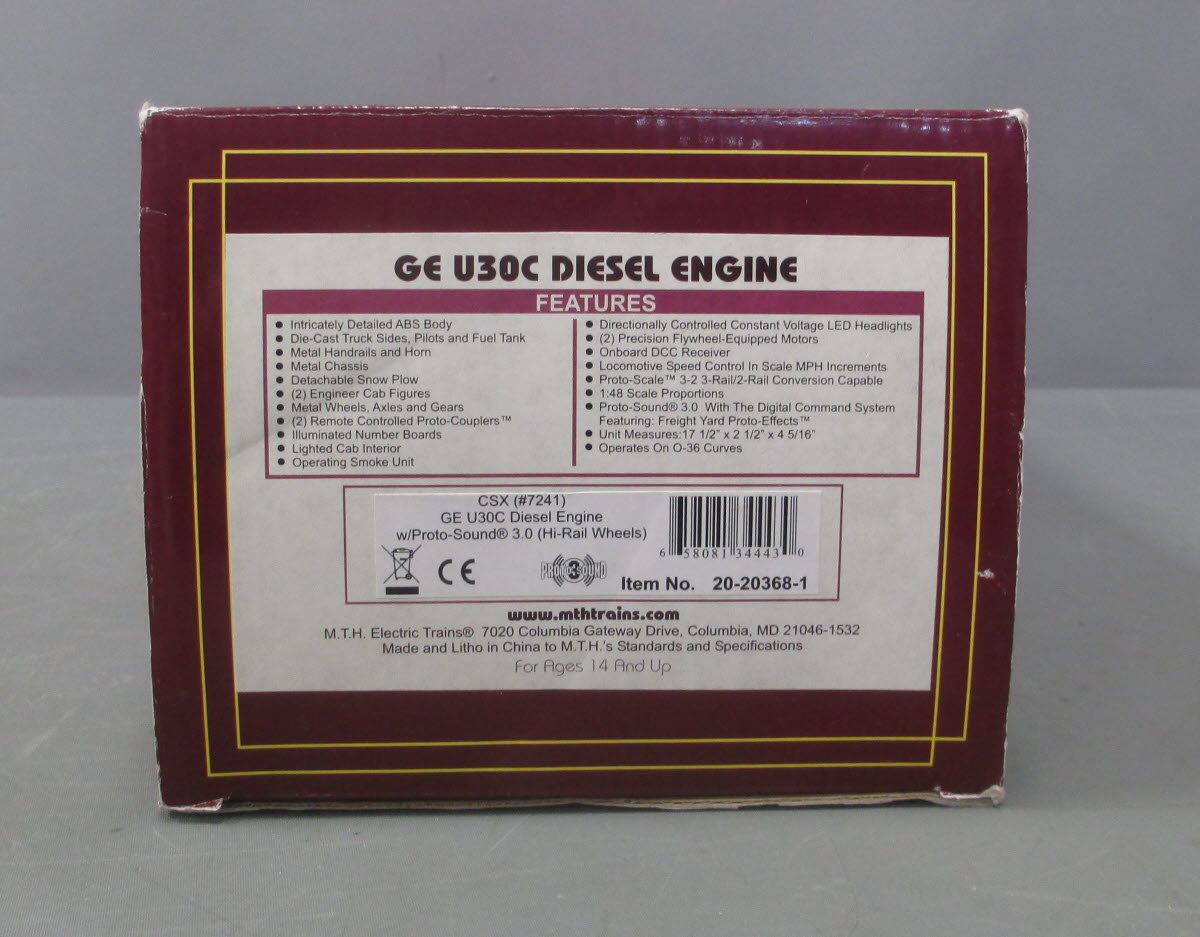 GE U30C DIESEL ENGINE
FEATURES
● Intricately Detailed ABS Body
● Die-Cast Truck Sides, Pilots and Fuel Tank
● Metal Handrails and Horn
● Metal Chassis
● Detachable Snow Plow
● (2) Engineer Cab Figures
● Metal Wheels, Axles and Gears
● (2) Remote Controlled Proto-Couplers™
● Illuminated Number Boards
● Lighted Cab Interior
● Operating Smoke Unit
● Directionally Controlled Constant Voltage LED Headlights
● (2) Precision Flywheel-Equipped Motors
● Onboard DCC Receiver
● Locomotive Speed Control In Scale MPH Increments
● Proto-Scale™ 3-2 3-Rail/2-Rail Conversion Capable
● 1:48 Scale Proportions
● Proto-Sound® 3.0 With The Digital Command System
Featuring: Freight Yard Proto-Effects™
● Unit Measures:17 1/2" x 2 1/2" x 4 5/16"
● Operates On O-36 Curves
CSX (#7241)
GE U30C Diesel Engine
w/Proto-Sound® 3.0 (Hi-Rail Wheels)
6 58081 34443 0
CE
PROTO 3 SOUND
Item No. 20-20368-1
www.mthtrains.com
M.T.H. Electric Trains® 7020 Columbia Gateway Drive, Columbia, MD 21046-1532
Made and Litho in China to M.T.H.'s Standards and Specifications
For Ages 14 And Up